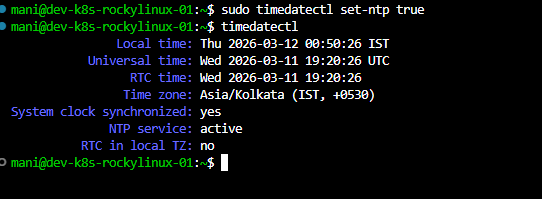 mani@dev-k8s-rockylinux-01:~$ sudo timedatectl set-ntp true
mani@dev-k8s-rockylinux-01:~$ timedatectl
Local time: Thu 2026-03-12 00:50:26 IST
Universal time: Wed 2026-03-11 19:20:26 UTC
RTC time: Wed 2026-03-11 19:20:26
Time zone: Asia/Kolkata (IST, +0530)
System clock synchronized: yes
NTP service: active
RTC in local TZ: no
mani@dev-k8s-rockylinux-01:~$